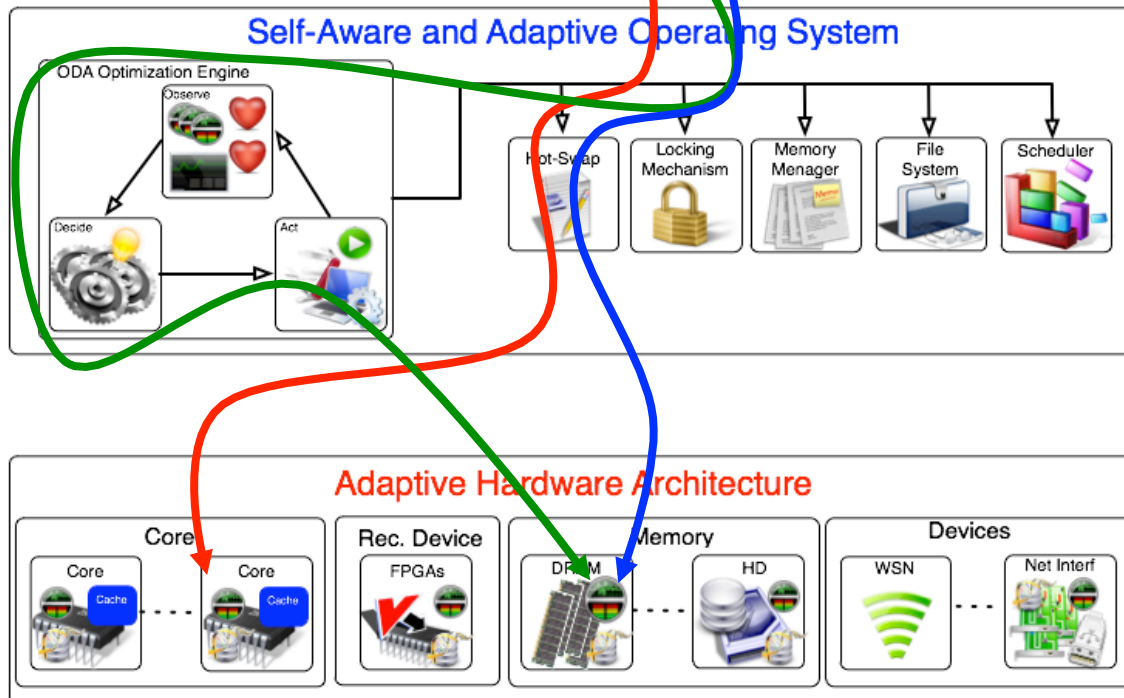 Self-Aware and Adaptive Operating System
ODA Optimization Engine
Observe
Decide
Act
Hot-Swap
Locking
Mechanism
Memory
Menager
Memo
File
System
Scheduler
Adaptive Hardware Architecture
Core
Core
Cache
Core
Cache
Rec. Device
FPGAs
Memory
DRAM
HD
Devices
WSN
Net Interf